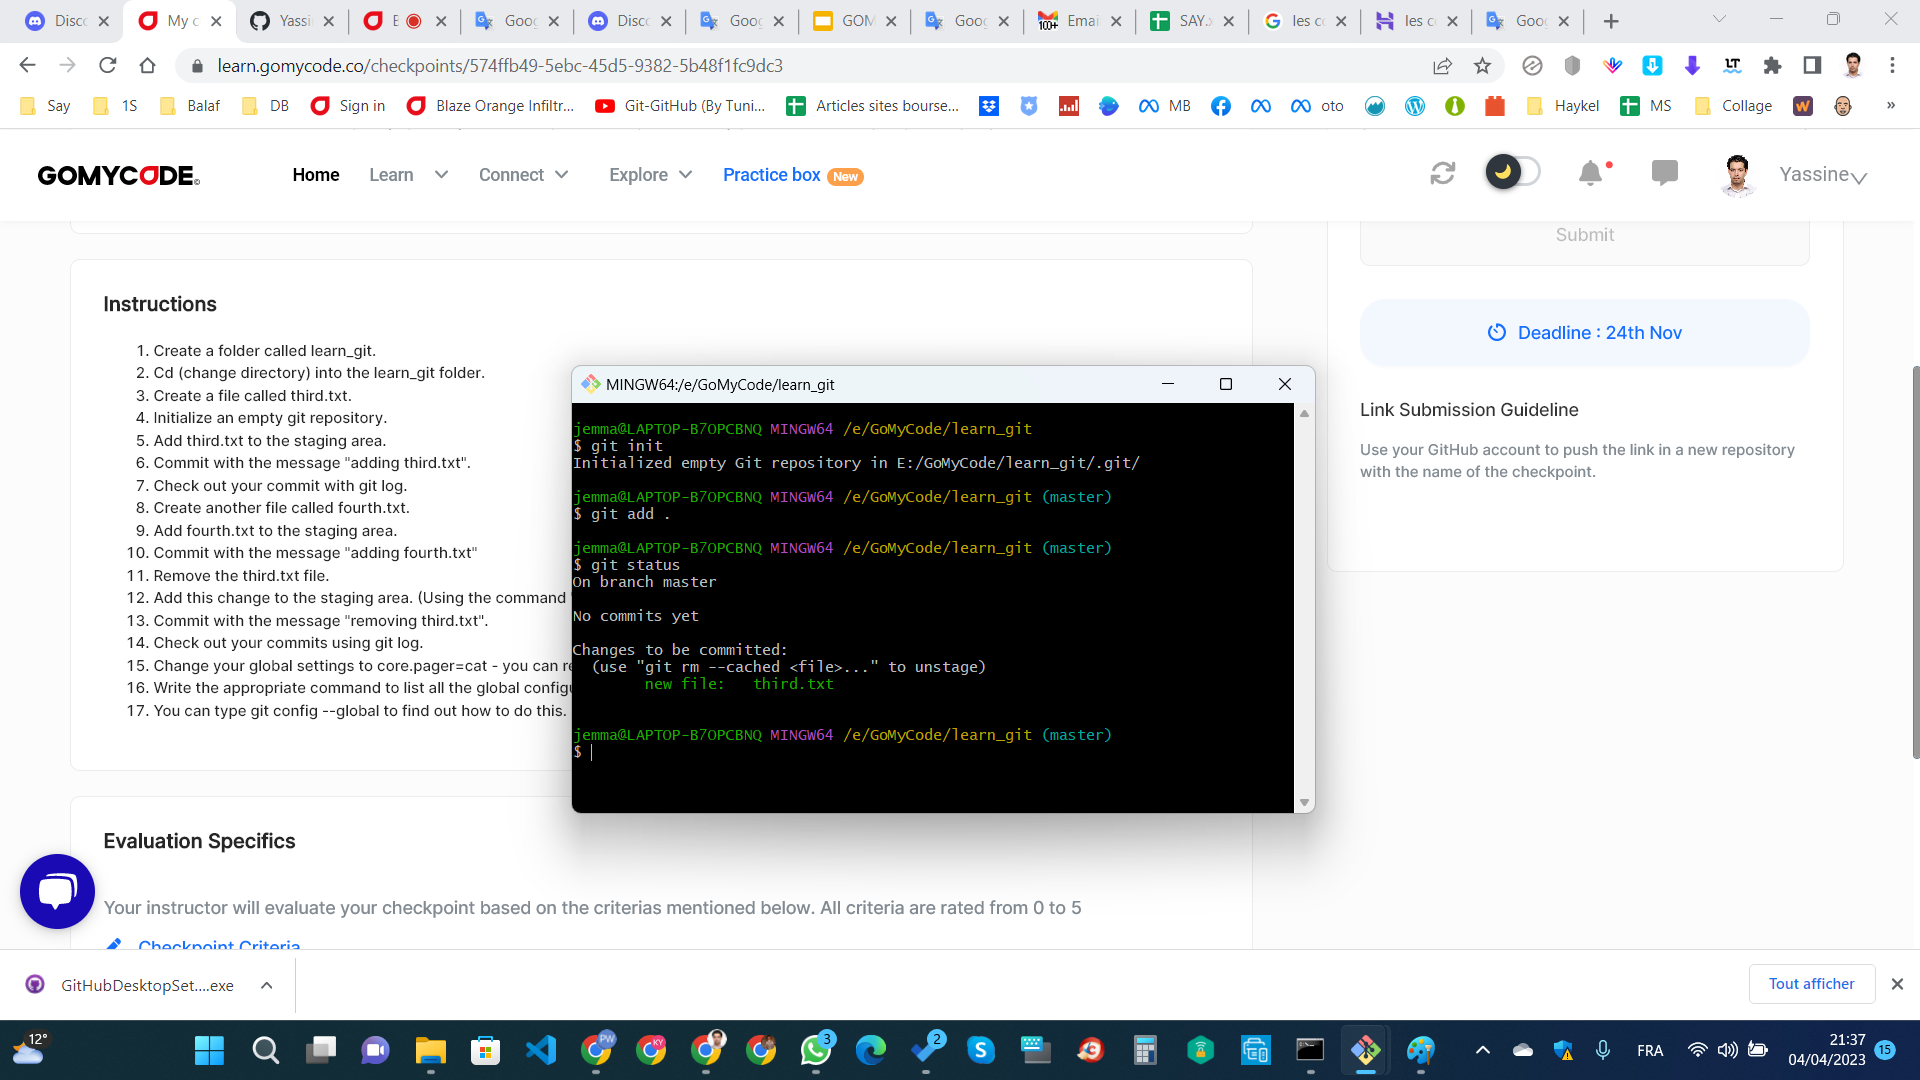 Disc
My c
Yassi
E
Goog
Disco
Goog
GOM
Goog
Emai
SAY.x
les c
les c
Goog
learn.gomycode.co/checkpoints/574ffb49-5ebc-45d5-9382-5b48f1fc9dc3
Say
1S
Balaf
DB
Sign in
Blaze Orange Infiltr...
Git-GitHub (By Tuni...
Articles sites bourse...
MB
oto
Haykel
MS
Collage
»
GOMYCODE
Home
Learn
Connect
Explore
Practice box New
Yassine
Submit
Instructions
1. Create a folder called learn_git.
2. Cd (change directory) into the learn_git folder.
3. Create a file called third.txt.
4. Initialize an empty git repository.
5. Add third.txt to the staging area.
6. Commit with the message "adding third.txt".
7. Check out your commit with git log.
8. Create another file called fourth.txt.
9. Add fourth.txt to the staging area.
10. Commit with the message "adding fourth.txt"
11. Remove the third.txt file.
12. Add this change to the staging area. (Using the command
13. Commit with the message "removing third.txt".
14. Check out your commits using git log.
15. Change your global settings to core.pager=cat - you can re
16. Write the appropriate command to list all the global configu
17. You can type git config --global to find out how to do this.
Deadline : 24th Nov
Link Submission Guideline
Use your GitHub account to push the link in a new repository
with the name of the checkpoint.
MINGW64:/e/GoMyCode/learn_git
jemma@LAPTOP-B7OPCBNQ MINGW64 /e/GoMyCode/learn_git
$ git init
Initialized empty Git repository in E:/GoMyCode/learn_git/.git/
jemma@LAPTOP-B7OPCBNQ MINGW64 /e/GoMyCode/learn_git (master)
$ git add .
jemma@LAPTOP-B7OPCBNQ MINGW64 /e/GoMyCode/learn_git (master)
$ git status
On branch master
No commits yet
Changes to be committed:
(use "git rm --cached <file>..." to unstage)
new file:   third.txt
jemma@LAPTOP-B7OPCBNQ MINGW64 /e/GoMyCode/learn_git (master)
$
Evaluation Specifics
Your instructor will evaluate your checkpoint based on the criterias mentioned below. All criteria are rated from 0 to 5
Checkpoint Criteria
GitHubDesktopSet....exe
Tout afficher
12°
PW
KY
3
2
FRA
21:37
04/04/2023
15